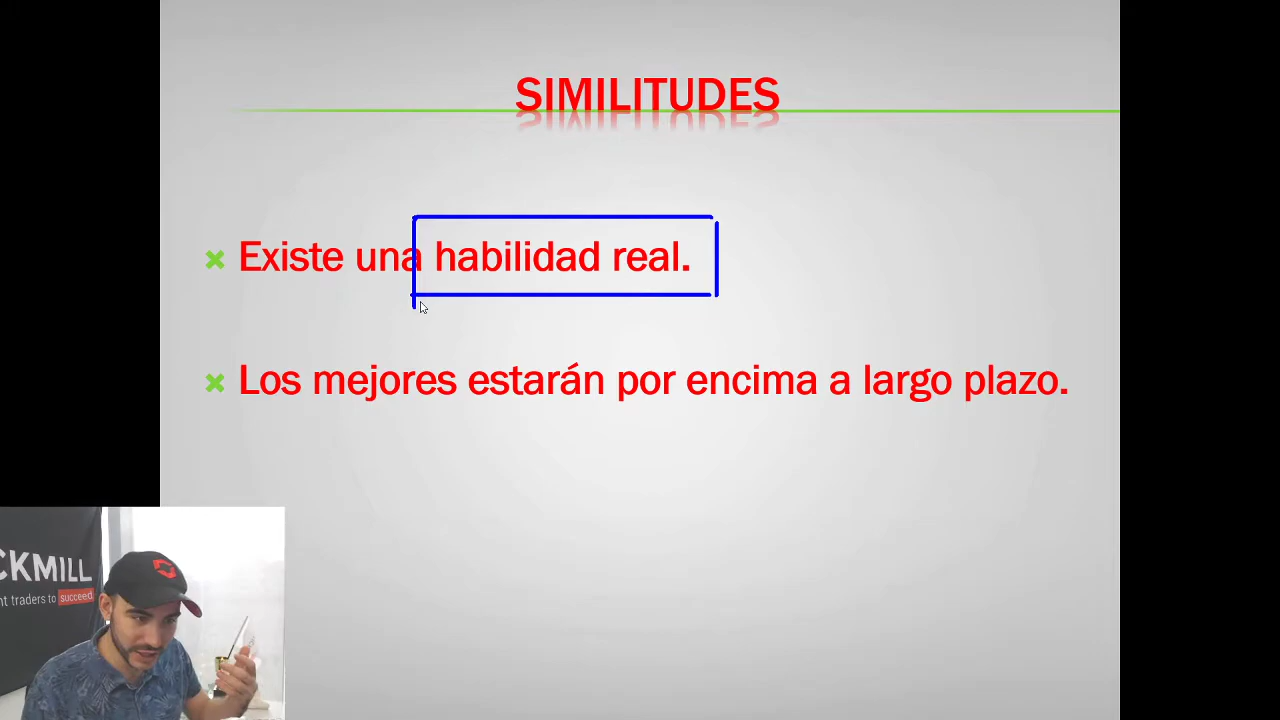 SIMILITUDES
Existe una habilidad real.
Los mejores estarán por encima a largo plazo.
CKMILL
nt traders to succeed